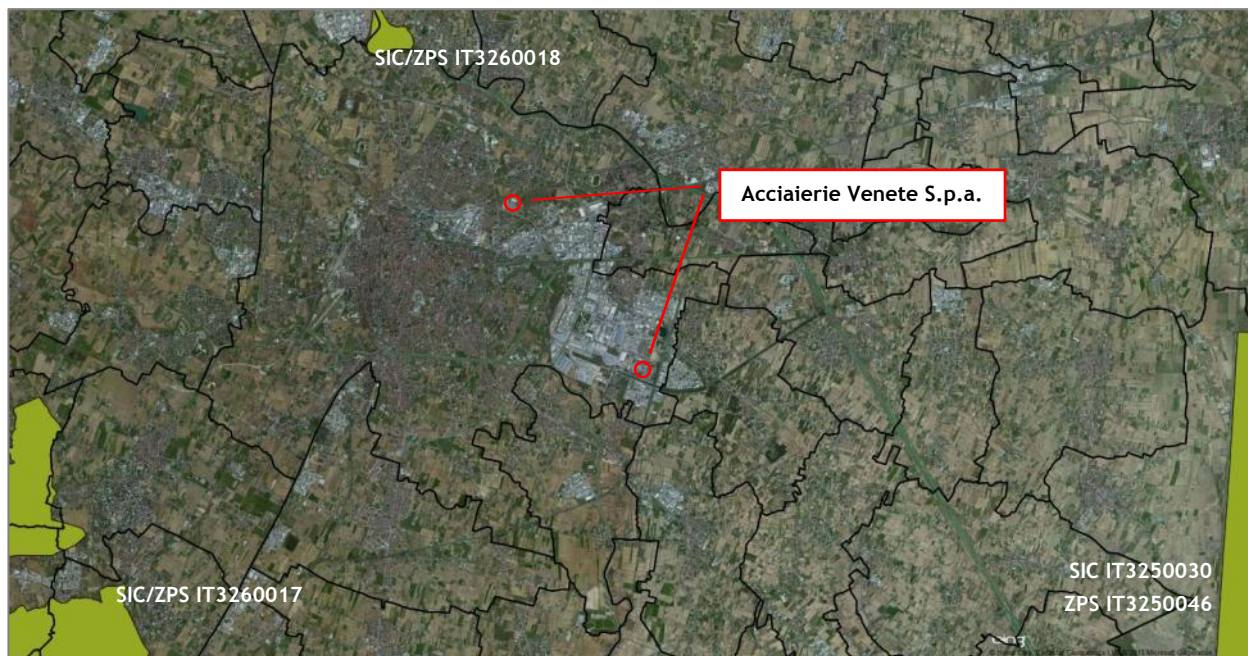 SIC/ZPS IT3260018
Acciaierie Venete S.p.a.
SIC/ZPS IT3260017
SIC IT3250030
ZPS IT3250046